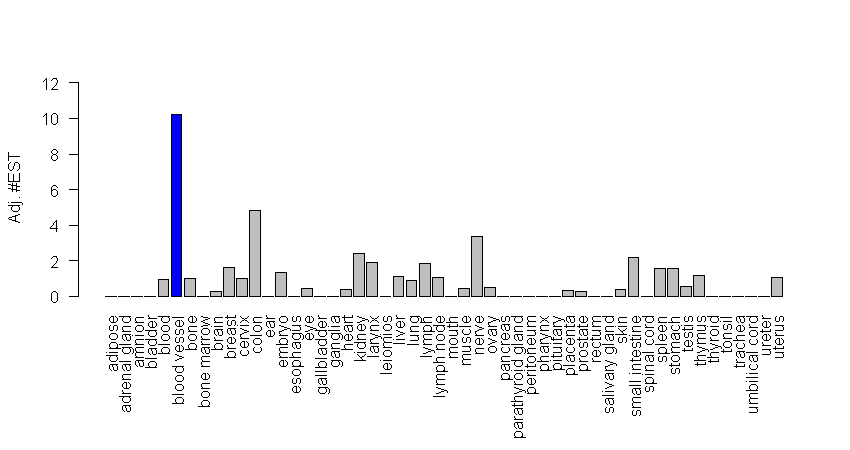 Adj. #EST
12
10
8
6
4
2
0
adipose
adrenal gland
amnion
bladder
blood
blood vessel
bone
bone marrow
brain
breast
cervix
colon
ear
embryo
esophagus
eye
gallbladder
ganglia
heart
kidney
larynx
leiomios
liver
lung
lymph
lymph node
mouth
muscle
nerve
ovary
pancreas
parathyroid gland
peritoneum
pharynx
pituitary
placenta
prostate
rectum
salivary gland
skin
small intestine
spinal cord
spleen
stomach
testis
thymus
thyroid
tonsil
trachea
umbilical cord
ureter
uterus